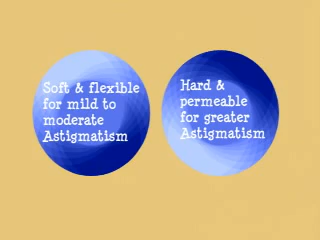 Soft & flexible
for mild to
moderate
Astigmatism
Hard &
permeable
for greater
Astigmatism